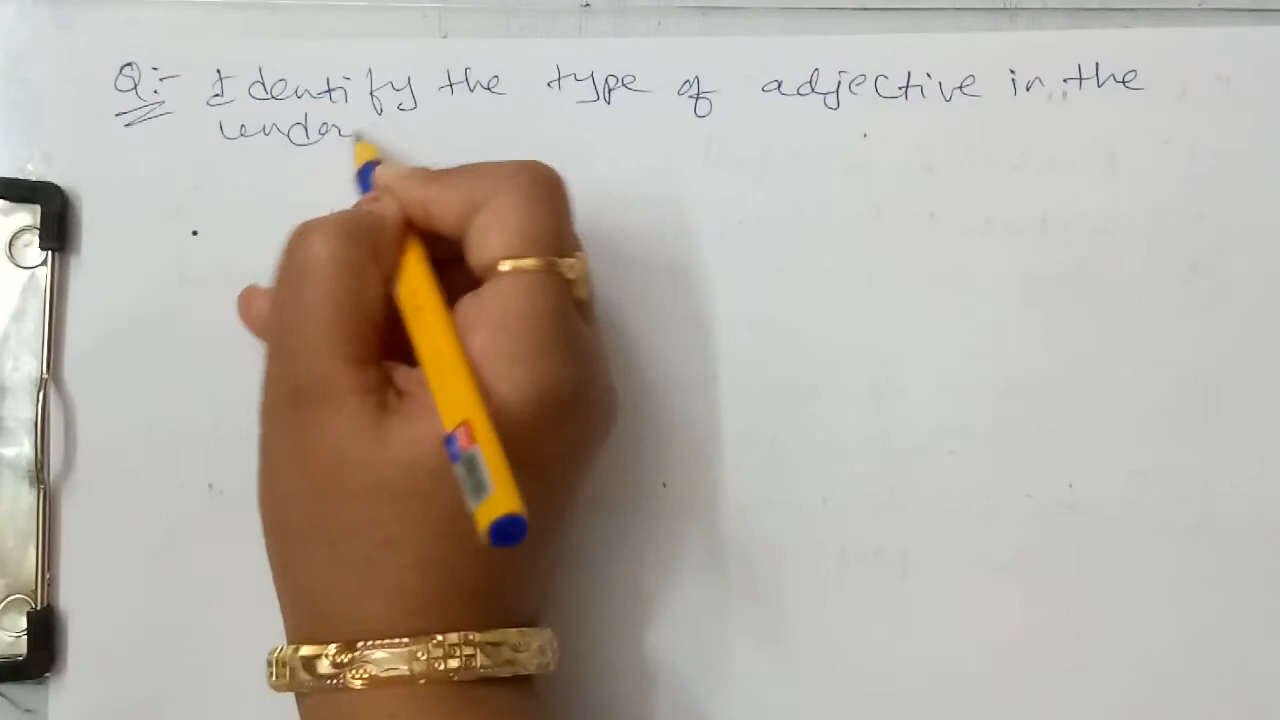 Q:- Identify the type of adjective in the
under